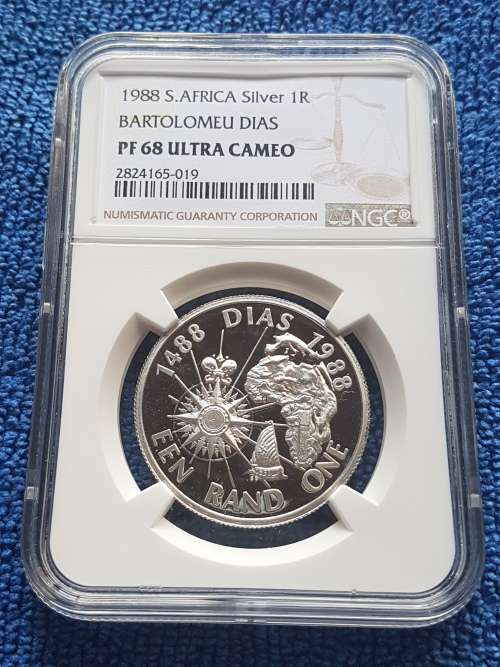 1988 S.AFRICA Silver 1R
BARTOLOMEU DIAS
PF 68 ULTRA CAMEO
2824165-019
NUMISMATIC GUARANTY CORPORATION NGC®
1488 DIAS 1988
EEN RAND ONE